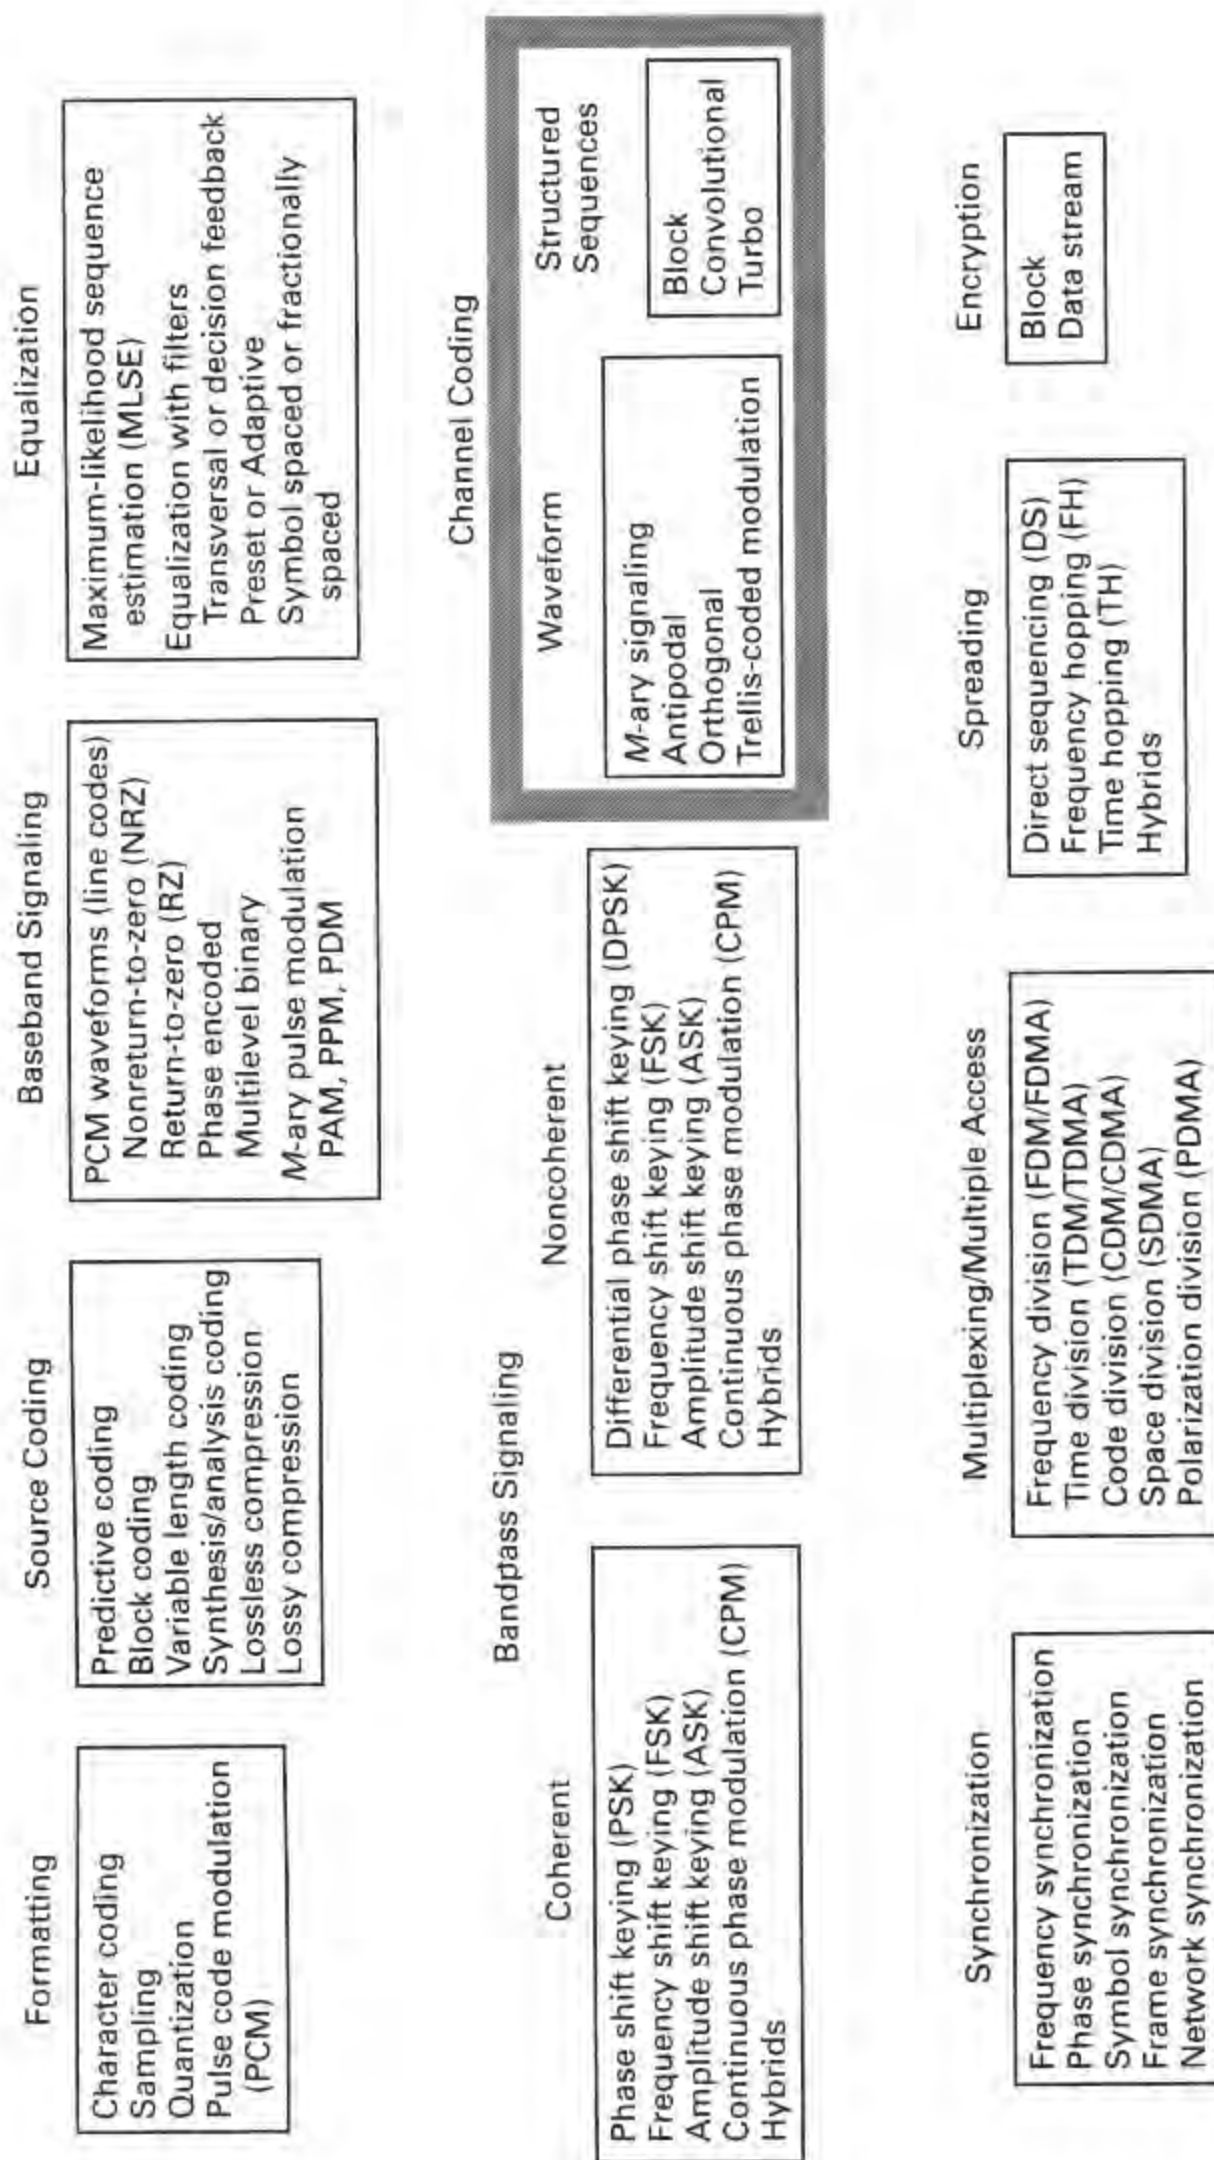 Formatting
Character coding
Sampling
Quantization
Pulse code modulation
(PCM)
Source Coding
Predictive coding
Block coding
Variable length coding
Synthesis/analysis coding
Lossless compression
Lossy compression
Baseband Signaling
PCM waveforms (line codes)
Nonreturn-to-zero (NRZ)
Return-to-zero (RZ)
Phase encoded
Multilevel binary
M-ary pulse modulation
PAM, PPM, PDM
Equalization
Maximum-likelihood sequence
estimation (MLSE)
Equalization with filters
Transversal or decision feedback
Preset or Adaptive
Symbol spaced or fractionally
spaced
Bandpass Signaling
Coherent
Phase shift keying (PSK)
Frequency shift keying (FSK)
Amplitude shift keying (ASK)
Continuous phase modulation (CPM)
Hybrids
Noncoherent
Differential phase shift keying (DPSK)
Frequency shift keying (FSK)
Amplitude shift keying (ASK)
Continuous phase modulation (CPM)
Hybrids
Channel Coding
Waveform
M-ary signaling
Antipodal
Orthogonal
Trellis-coded modulation
Structured
Sequences
Block
Convolutional
Turbo
Synchronization
Frequency synchronization
Phase synchronization
Symbol synchronization
Frame synchronization
Network synchronization
Multiplexing/Multiple Access
Frequency division (FDM/FDMA)
Time division (TDM/TDMA)
Code division (CDM/CDMA)
Space division (SDMA)
Polarization division (PDMA)
Spreading
Direct sequencing (DS)
Frequency hopping (FH)
Time hopping (TH)
Hybrids
Encryption
Block
Data stream